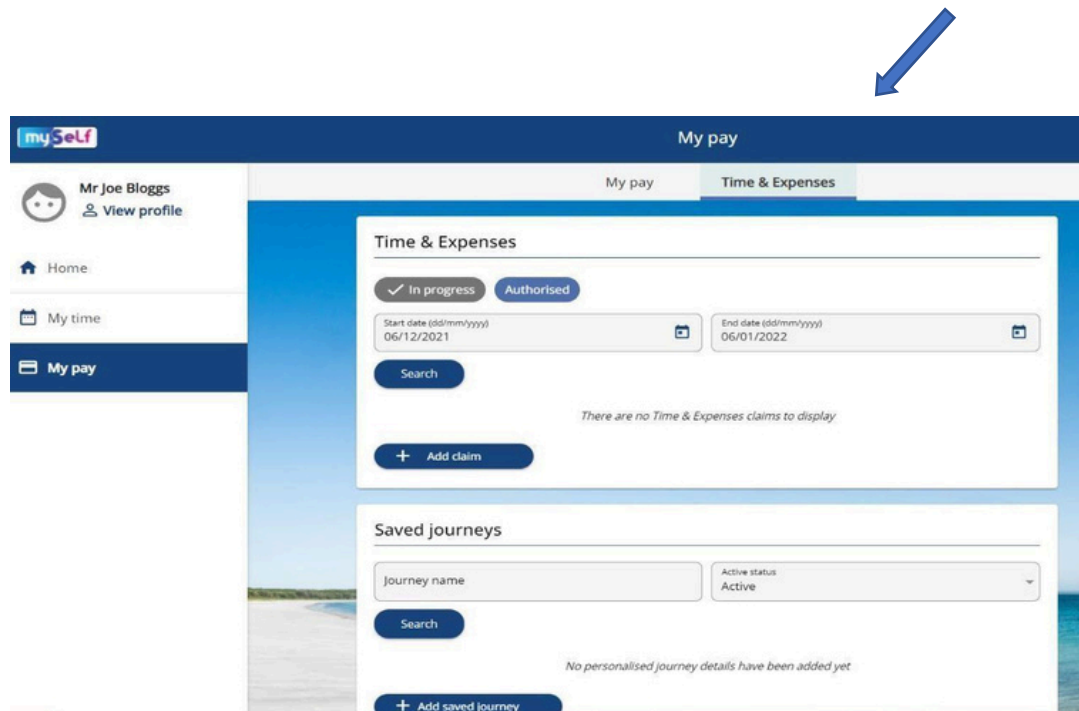 mySeLf
My pay
Mr Joe Bloggs
View profile
Home
My time
My pay
My pay Time & Expenses
Time & Expenses
In progress Authorised
Start date (dd/mm/yyyy) End date (dd/mm/yyyy)
06/12/2021 06/01/2022
Search
There are no Time & Expenses claims to display
+ Add claim
Saved journeys
Journey name
Active status
Active
Search
No personalised journey details have been added yet
+ Add saved journey